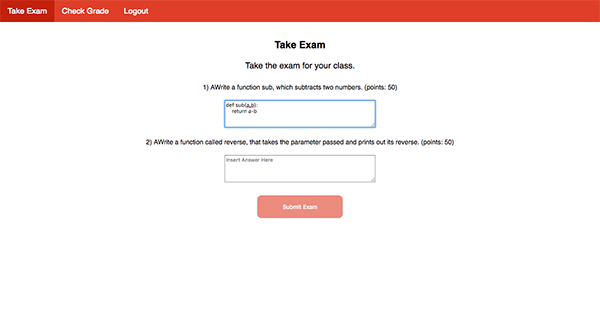 Take Exam Check Grade Logout
Take Exam
Take the exam for your class.
1) AWrite a function sub, which subtracts two numbers. (points: 50)
def sub(a,b):
return a-b
2) AWrite a function called reverse, that takes the parameter passed and prints out its reverse. (points: 50)
Insert Answer Here
Submit Exam